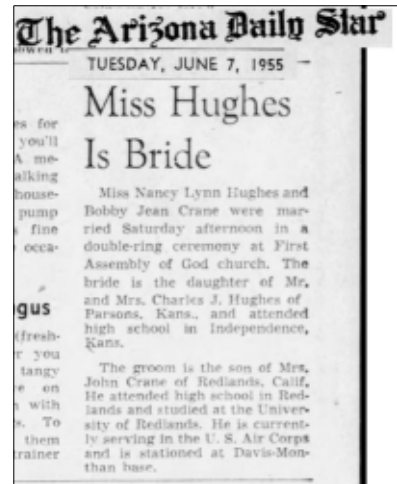 The Arizona Daily Star
TUESDAY, JUNE 7, 1955
Miss Hughes
Is Bride
Miss Nancy Lynn Hughes and
Bobby Jean Crane were mar-
ried Saturday afternoon in a
double-ring ceremony at First
Assembly of God church. The
bride is the daughter of Mr.
and Mrs. Charles J. Hughes of
Parsons, Kans., and attended
high school in Independence,
Kans.
The groom is the son of Mrs.
John Crane of Redlands, Calif.
He attended high school in Red-
lands and studied at the Univer-
sity of Redlands. He is current-
ly serving in the U. S. Air Corps
and is stationed at Davis-Mon-
than base.
es for
you'll
A me-
alking
house-
pump
s fine
occa-
gus
(fresh-
r you
tangy
e on
n with
s. To
them
trainer